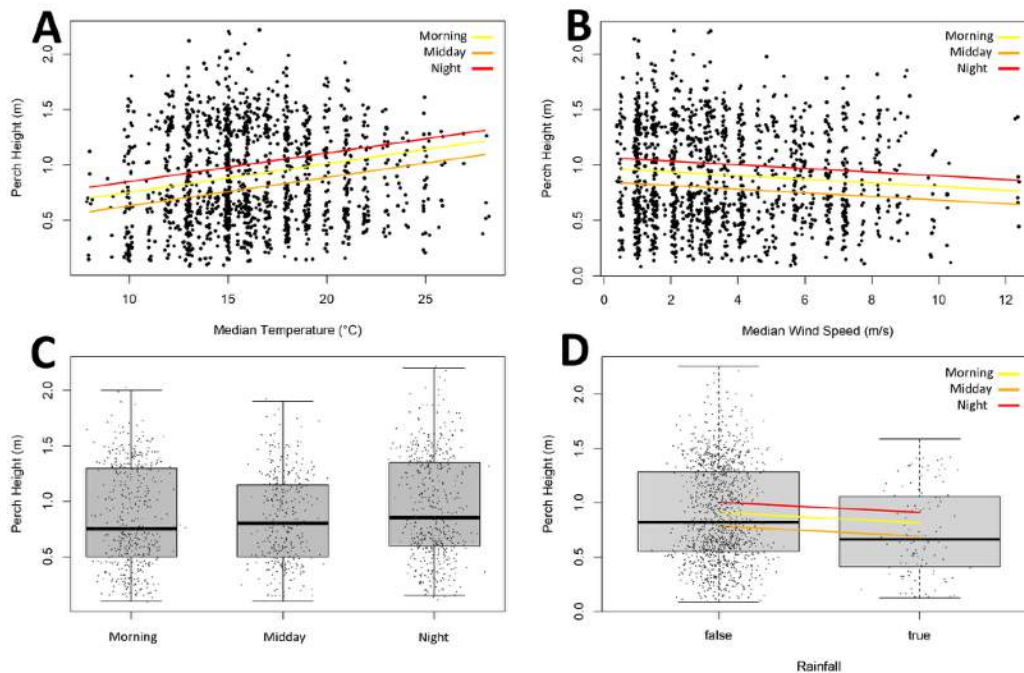 A
Morning
Midday
Night
Perch Height (m)
2.0
1.5
1.0
0.5
10 15 20 25
Median Temperature (°C)
B
Morning
Midday
Night
Perch Height (m)
2.0
1.5
1.0
0.5
0.0
0 2 4 6 8 10 12
Median Wind Speed (m/s)
C
Perch Height (m)
2.0
1.5
1.0
0.5
Morning Midday Night
D
Morning
Midday
Night
Perch Height (m)
2.0
1.5
1.0
0.5
0.0
false true
Rainfall